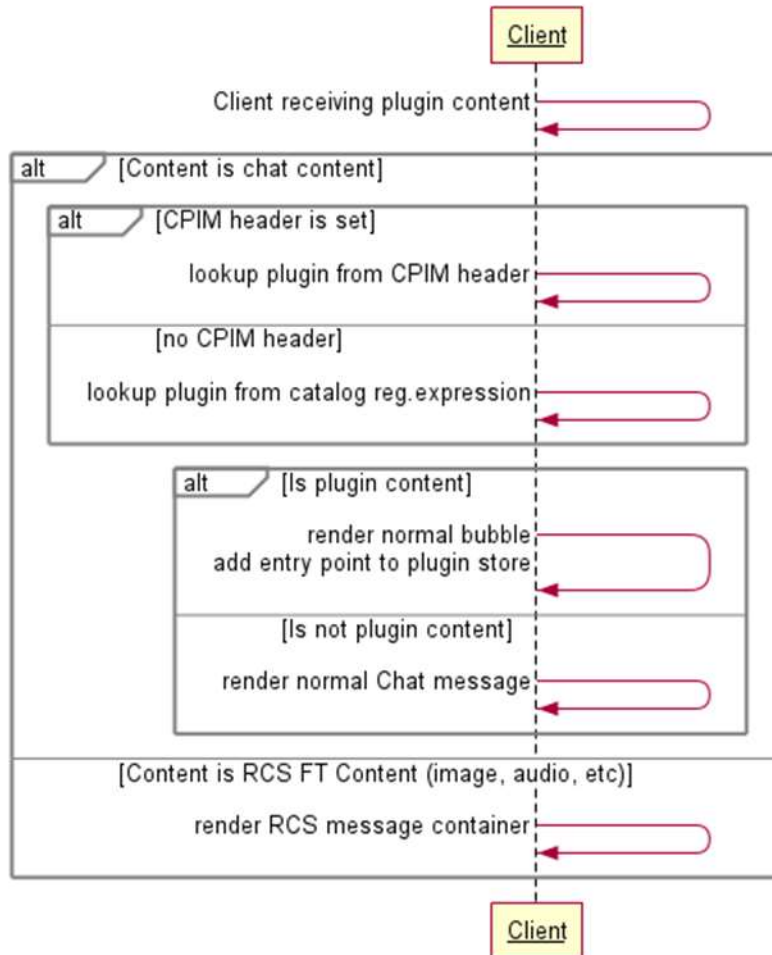 Client
Client receiving plugin content
alt [Content is chat content]
alt [CPIM header is set]
lookup plugin from CPIM header
[no CPIM header]
lookup plugin from catalog reg.expression
alt [Is plugin content]
render normal bubble
add entry point to plugin store
[Is not plugin content]
render normal Chat message
[Content is RCS FT Content (image, audio, etc)]
render RCS message container
Client